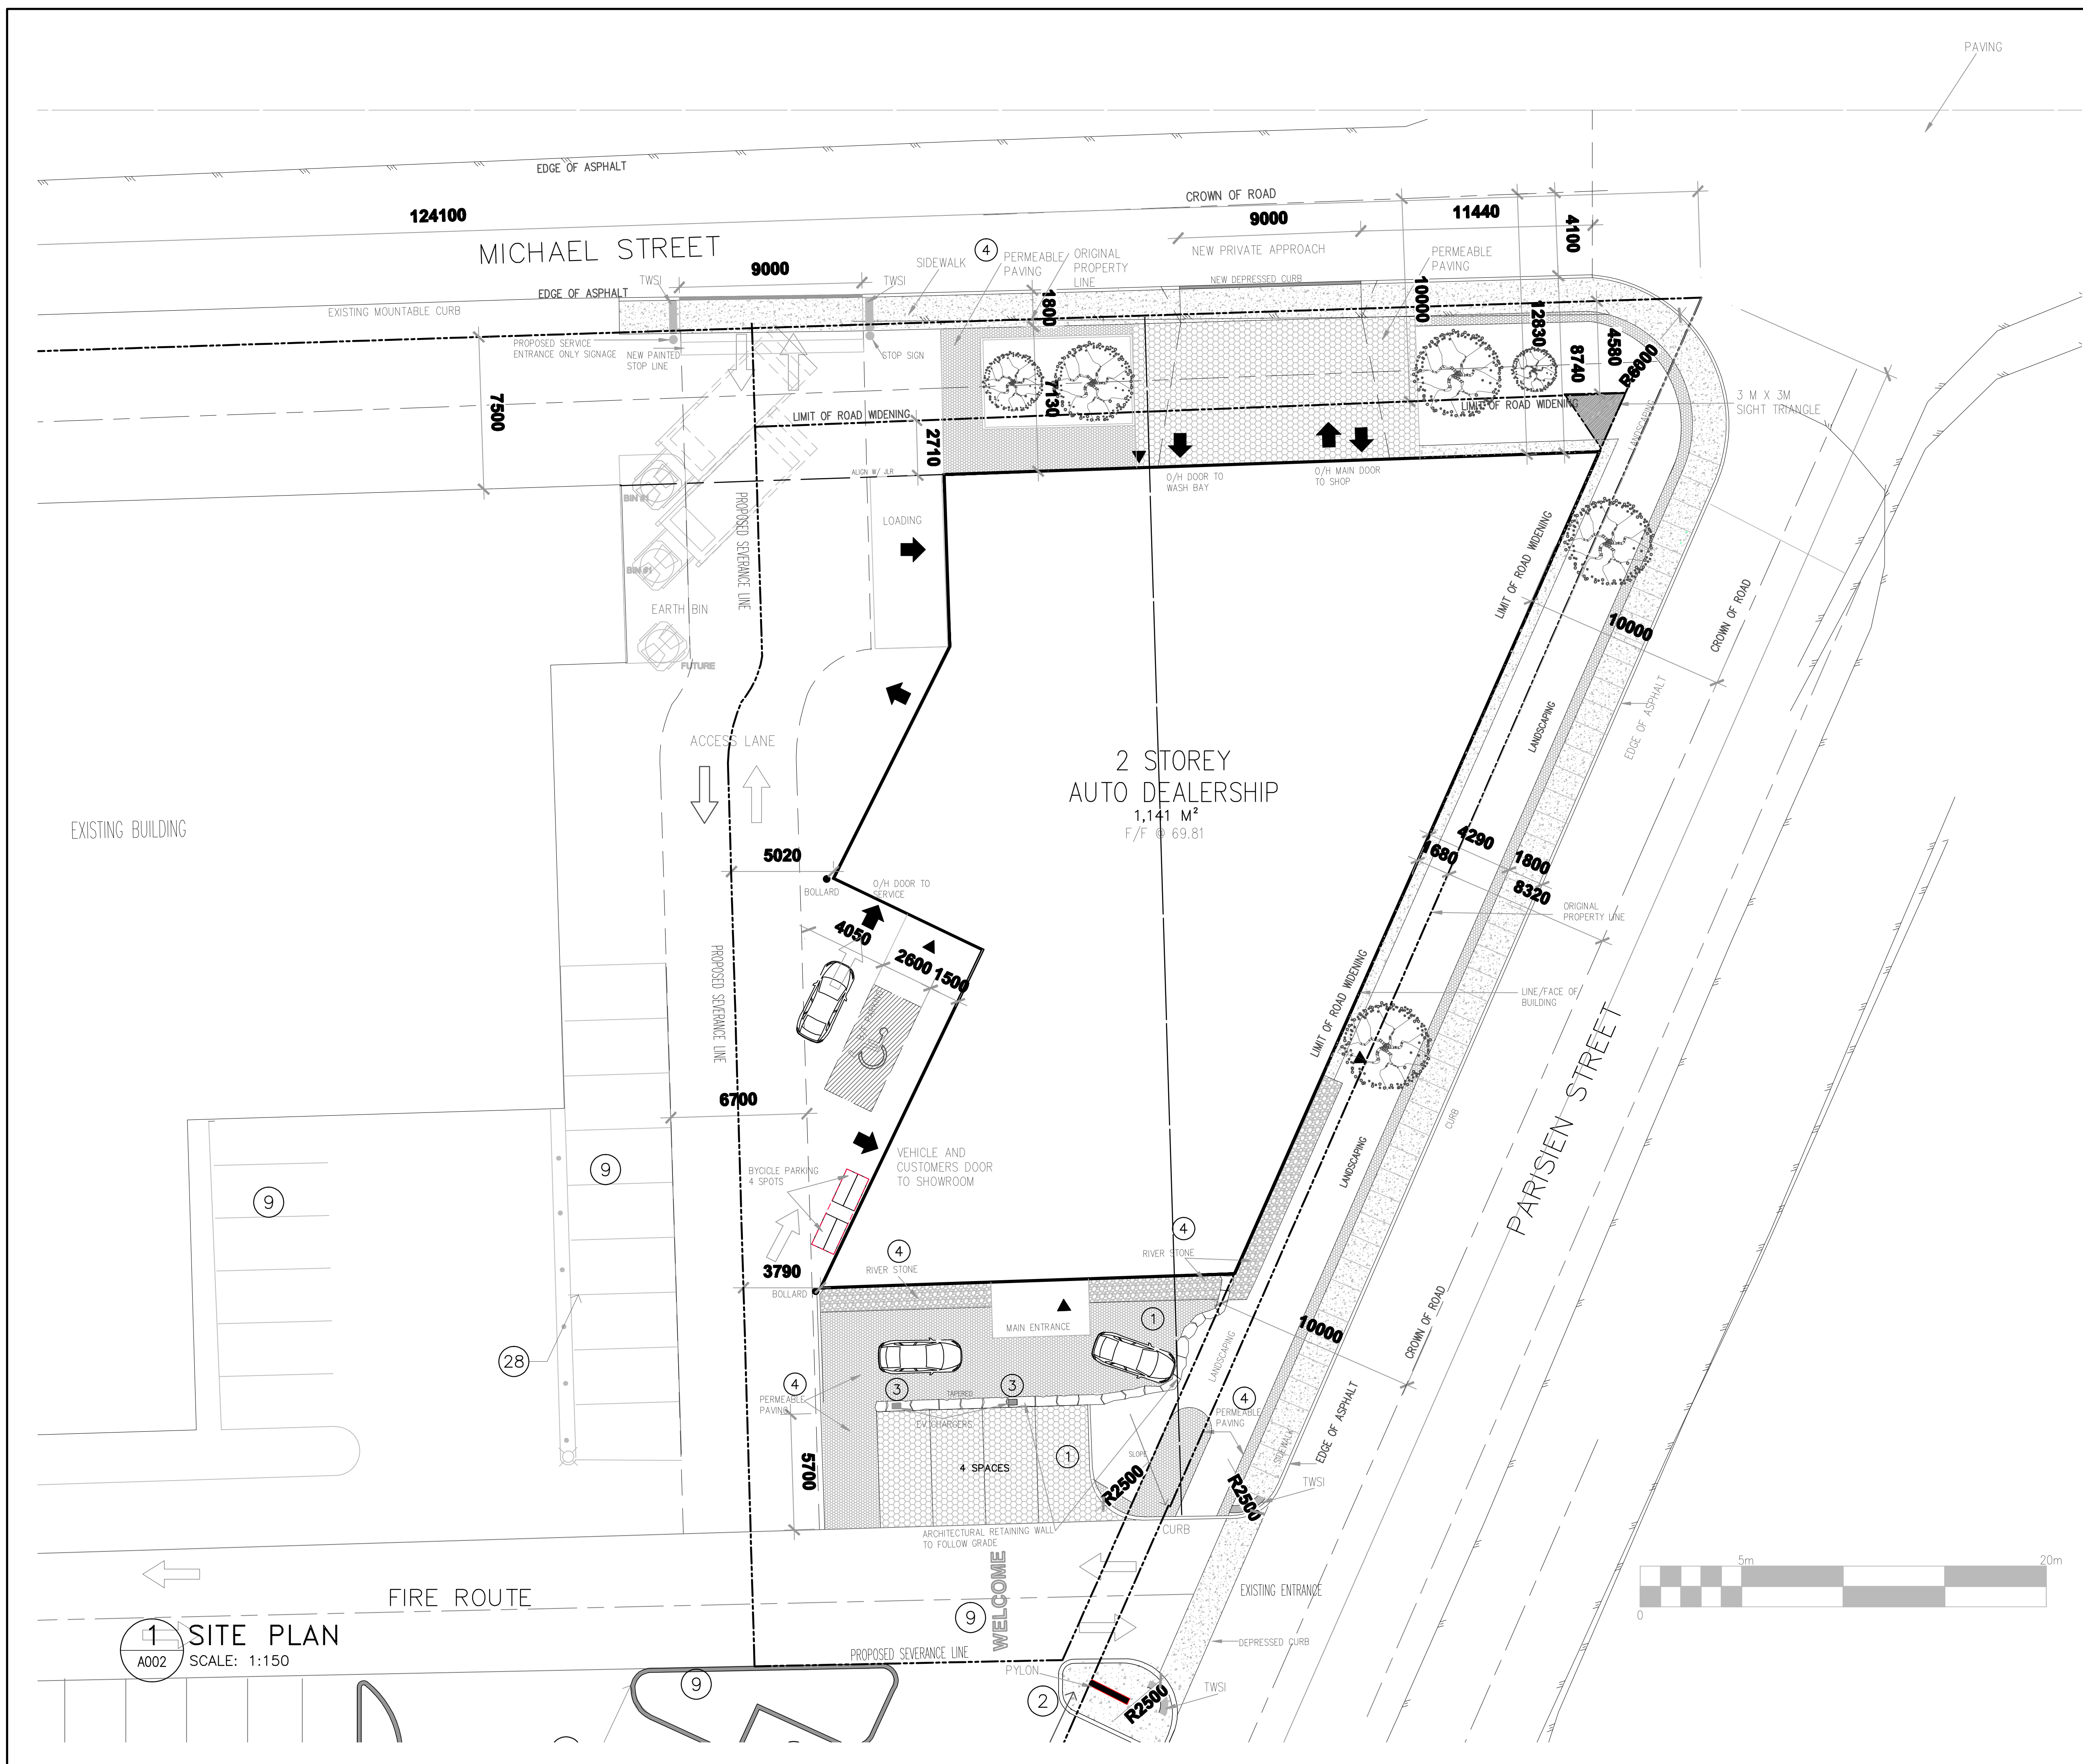 PAVING
EDGE OF ASPHALT
CROWN OF ROAD
124100
9000
11440
4100
MICHAEL STREET
NEW PRIVATE APPROACH
PERMEABLE
PAVING
4
PERMEABLE
PAVING
ORIGINAL
PROPERTY
LINE
SIDEWALK
9000
TWSI
TWSI
NEW DEPRESSED CURB
EDGE OF ASPHALT
EXISTING MOUNTABLE CURB
1800
10000
12830
4580
8740
R6000
PROPOSED SERVICE
ENTRANCE ONLY SIGNAGE
NEW PAINTED
STOP LINE
STOP SIGN
7500
7130
LIMIT OF ROAD WIDENING
LIMIT OF ROAD WIDENING
LANDSCAPING
3 M X 3M
SIGHT TRIANGLE
2710
ALIGN W/ JLR
O/H DOOR TO
WASH BAY
O/H MAIN DOOR
TO SHOP
BIN #1
PROPOSED SEVERANCE LINE
LOADING
BIN #1
EARTH BIN
FUTURE
LIMIT OF ROAD WIDENING
10000
CROWN OF ROAD
EDGE OF ASPHALT
LANDSCAPING
ACCESS LANE
2 STOREY
AUTO DEALERSHIP
1,141 M²
F/F @ 69.81
EXISTING BUILDING
5020
BOLLARD
O/H DOOR TO
SERVICE
4290
1680
1800
8320
ORIGINAL
PROPERTY LINE
4050
2600
1500
PROPOSED SEVERANCE LINE
LIMIT OF ROAD WIDENING
LINE/FACE OF
BUILDING
6700
CURB
PARISIEN STREET
LANDSCAPING
VEHICLE AND
CUSTOMERS DOOR
TO SHOWROOM
BYCICLE PARKING
4 SPOTS
9
9
4
RIVER STONE
4
RIVER STONE
3790
BOLLARD
MAIN ENTRANCE
1
10000
CROWN OF ROAD
28
LANDSCAPING
4
PERMEABLE
PAVING
3
TAPERED
3
EV CHARGERS
4
PERMEABLE
PAVING
EDGE OF ASPHALT
SIDEWALK
1
SLOPE
5700
4 SPACES
R2500
R2500
TWSI
ARCHITECTURAL RETAINING WALL
TO FOLLOW GRADE
CURB
WELCOME
FIRE ROUTE
EXISTING ENTRANCE
9
5m
20m
0
1
A002
SITE PLAN
SCALE: 1:150
PROPOSED SEVERANCE LINE
DEPRESSED CURB
PYLON
9
2
R2500
TWSI